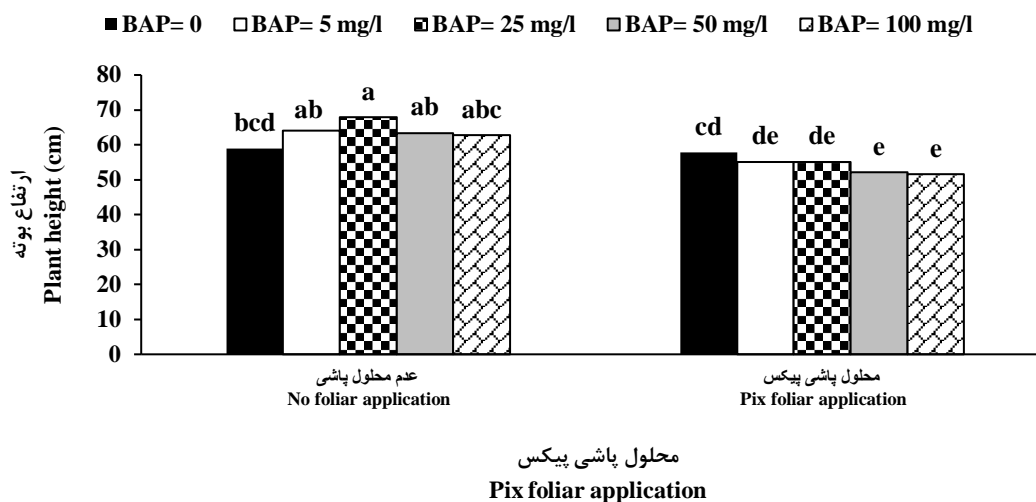 BAP= 0 BAP= 5 mg/l BAP= 25 mg/l BAP= 50 mg/l BAP= 100 mg/l
ارتفاع بوته
Plant height (cm)
80
70
60
50
40
30
20
10
0
bcd ab a ab abc cd de de e e
عدم محلول پاشی
No foliar application
محلول پاشی پیکس
Pix foliar application
محلول پاشی پیکس
Pix foliar application